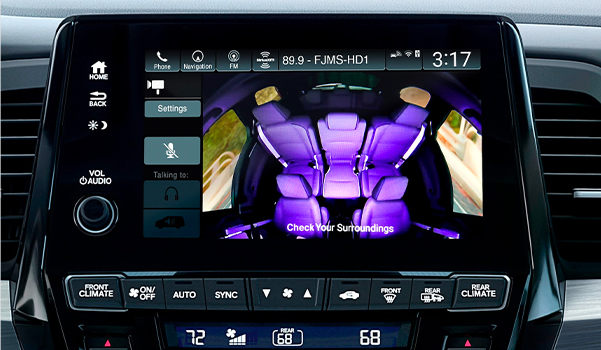 Phone
Navigation
FM
SiriusXM
89.9 - FJMS-HD1
3:17
HOME
BACK
Settings
Talking to:
VOL
AUDIO
Check Your Surroundings
FRONT
CLIMATE
ON/
OFF
AUTO
SYNC
FRONT
REAR
REAR
CLIMATE
72
REAR
68
68